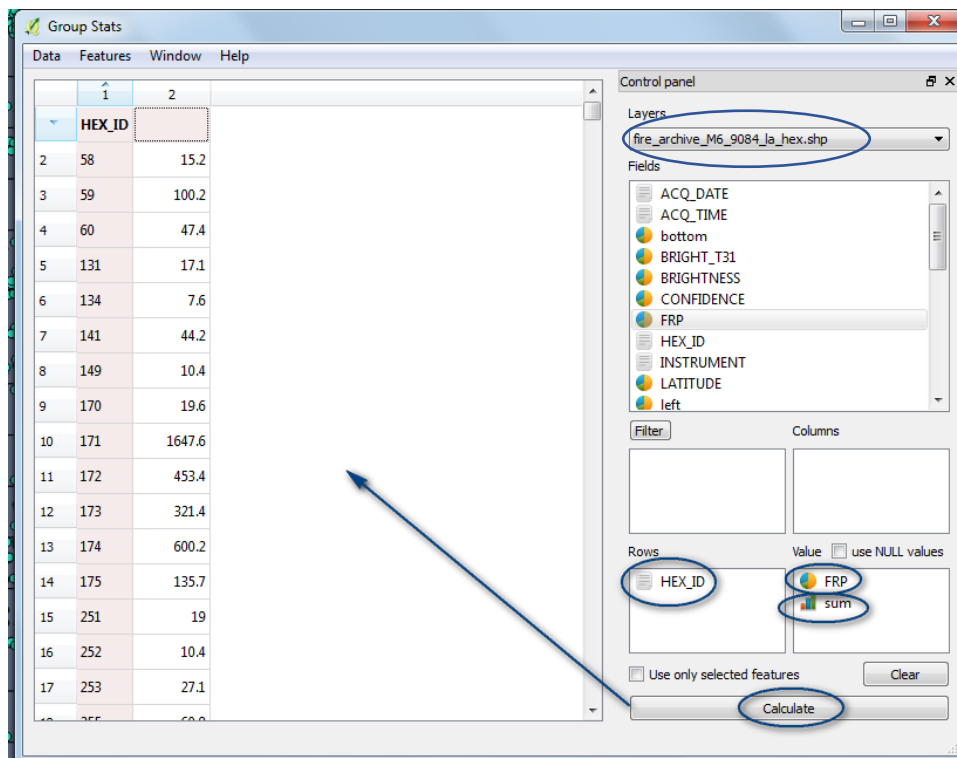 Group Stats
Data Features Window Help
1 2
HEX_ID
2 58 15.2
3 59 100.2
4 60 47.4
5 131 17.1
6 134 7.6
7 141 44.2
8 149 10.4
9 170 19.6
10 171 1647.6
11 172 453.4
12 173 321.4
13 174 600.2
14 175 135.7
15 251 19
16 252 10.4
17 253 27.1
Control panel
Layers
fire_archive_M6_9084_la_hex.shp
Fields
ACQ_DATE
ACQ_TIME
bottom
BRIGHT_T31
BRIGHTNESS
CONFIDENCE
FRP
HEX_ID
INSTRUMENT
LATITUDE
left
Filter Columns
Rows Value use NULL values
HEX_ID FRP
sum
Use only selected features Clear
Calculate